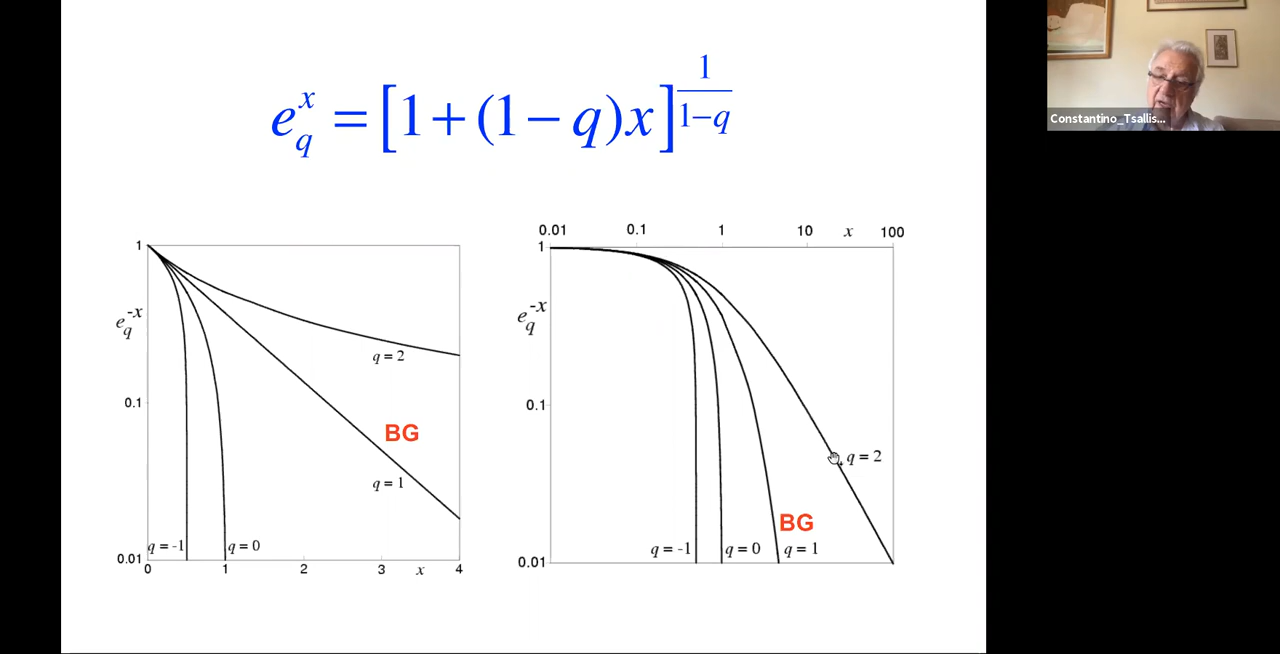 e_q^x = [1 + (1 − q)x]^{1/(1−q)}
Constantino_Tsallis...
1
e_q^{-x}
0.1
0.01
q = 2
BG
q = 1
q = -1
q = 0
0 1 2 3 x 4
0.01 0.1 1 10 x 100
1
e_q^{-x}
0.1
0.01
q = 2
BG
q = -1
q = 0
q = 1